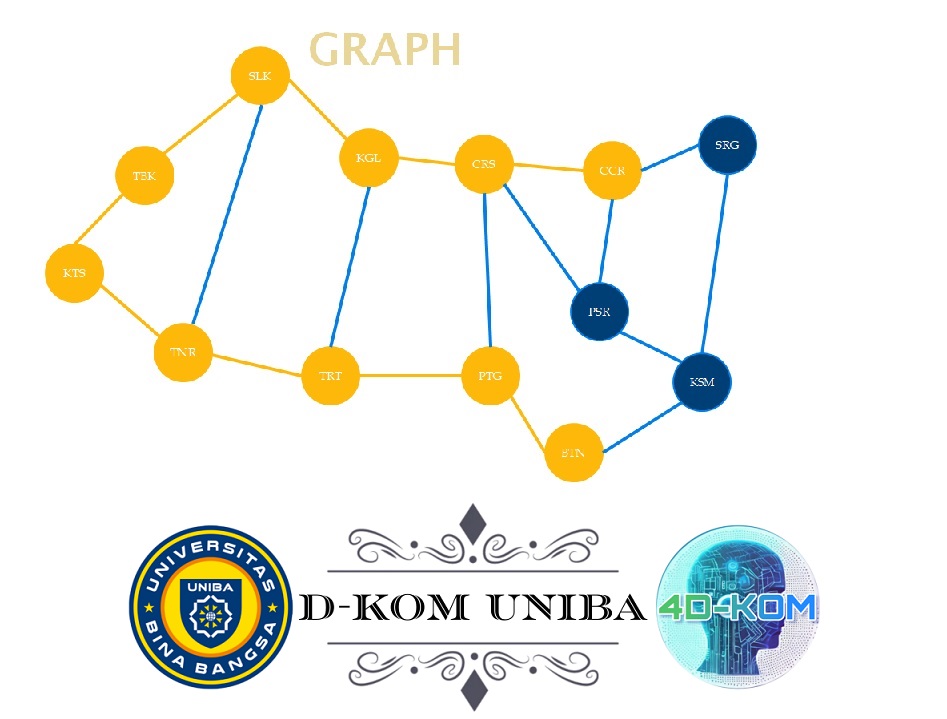 GRAPH
SLK
KGL
CRS
CCR
SRG
TBK
KTS
PSR
TNR
TRT
PTG
KSM
BTN
UNIVERSITAS
UNIBA
BINA BANGSA
D-KOM UNIBA
4D-KOM